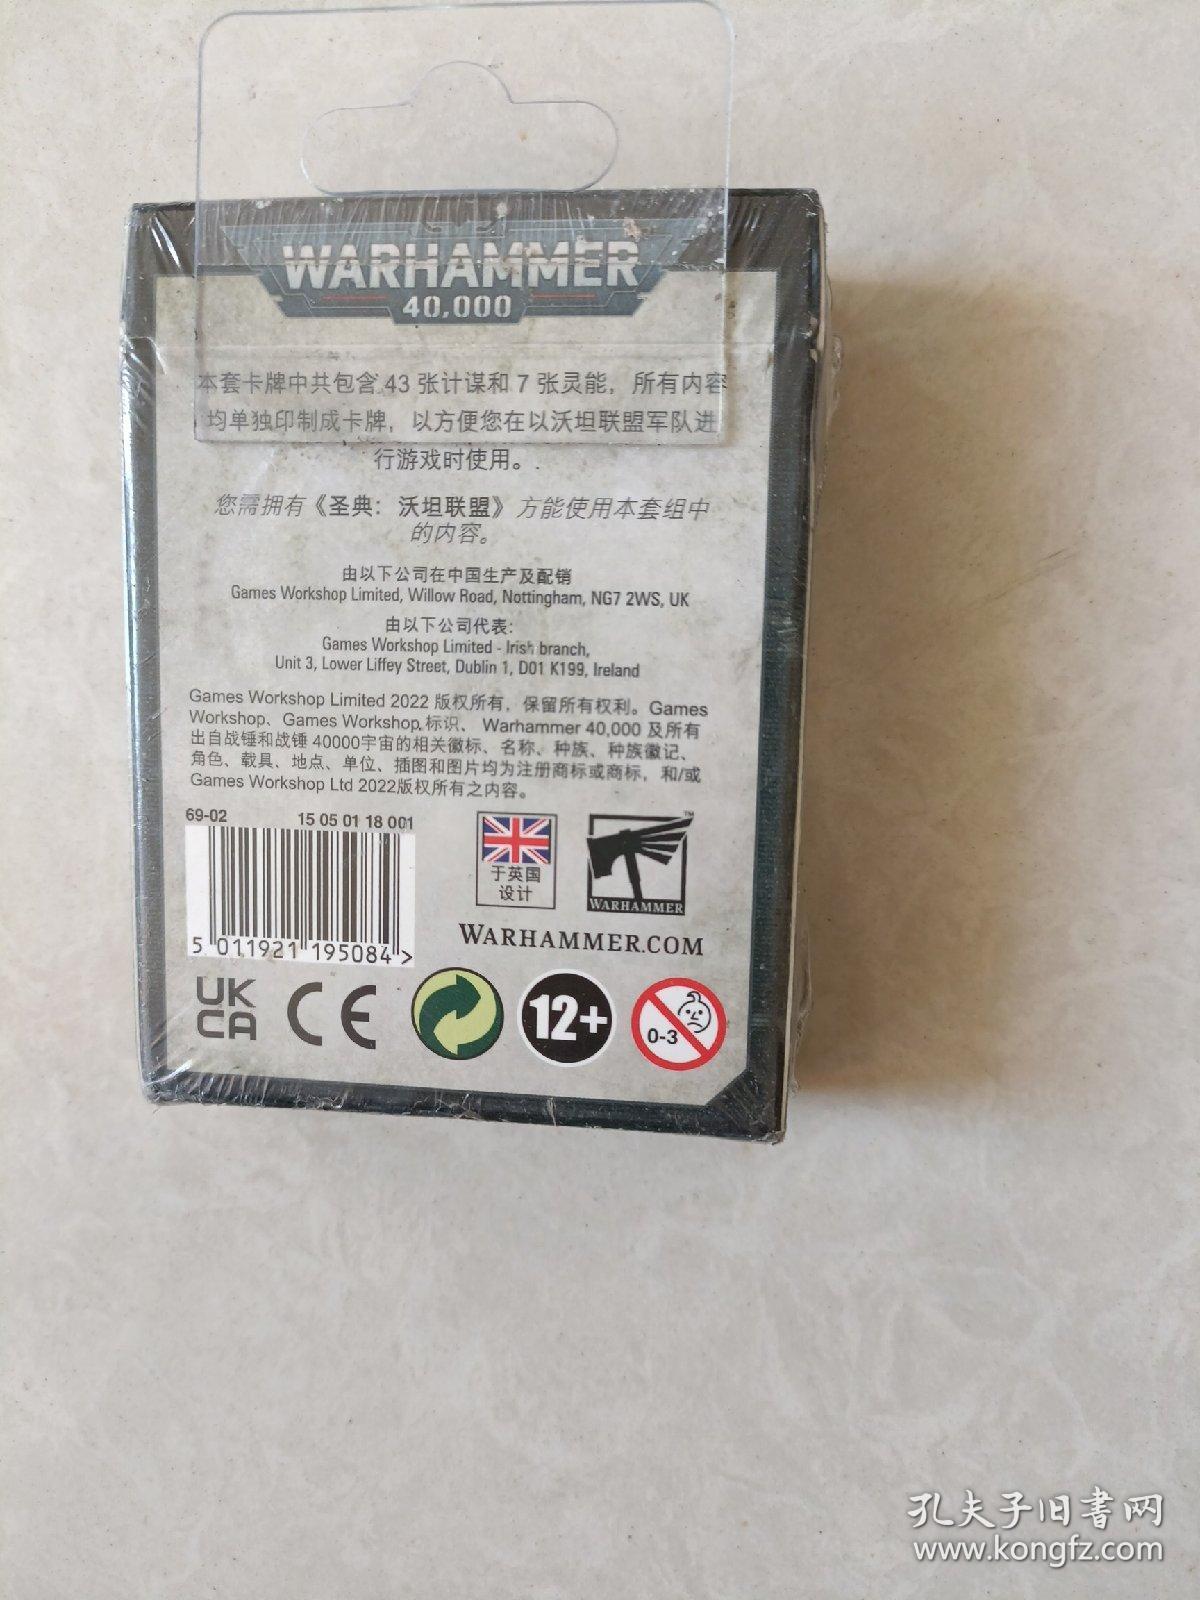 WARHAMMER
40,000
本套卡牌中共包含 43 张计谋和 7 张灵能，所有内容
均单独印制成卡牌，以方便您在以沃坦联盟军队进
行游戏时使用。
您需拥有《圣典：沃坦联盟》方能使用本套组中
的内容。
由以下公司在中国生产及配销
Games Workshop Limited, Willow Road, Nottingham, NG7 2WS, UK
由以下公司代表:
Games Workshop Limited - Irish branch,
Unit 3, Lower Liffey Street, Dublin 1, D01 K199, Ireland
Games Workshop Limited 2022 版权所有，保留所有权利。Games
Workshop、Games Workshop 标识、 Warhammer 40,000 及所有
出自战锤和战锤 40000宇宙的相关徽标、名称、种族、种族徽记、
角色、载具、地点、单位、插图和图片均为注册商标或商标，和/或
Games Workshop Ltd 2022版权所有之内容。
69-02 15 05 01 18 001
5 011921 195084 >
于英国
设计
WARHAMMER
™
WARHAMMER.COM
UK
CA
CE
12+
0-3
孔夫子旧书网
www.kongfz.com